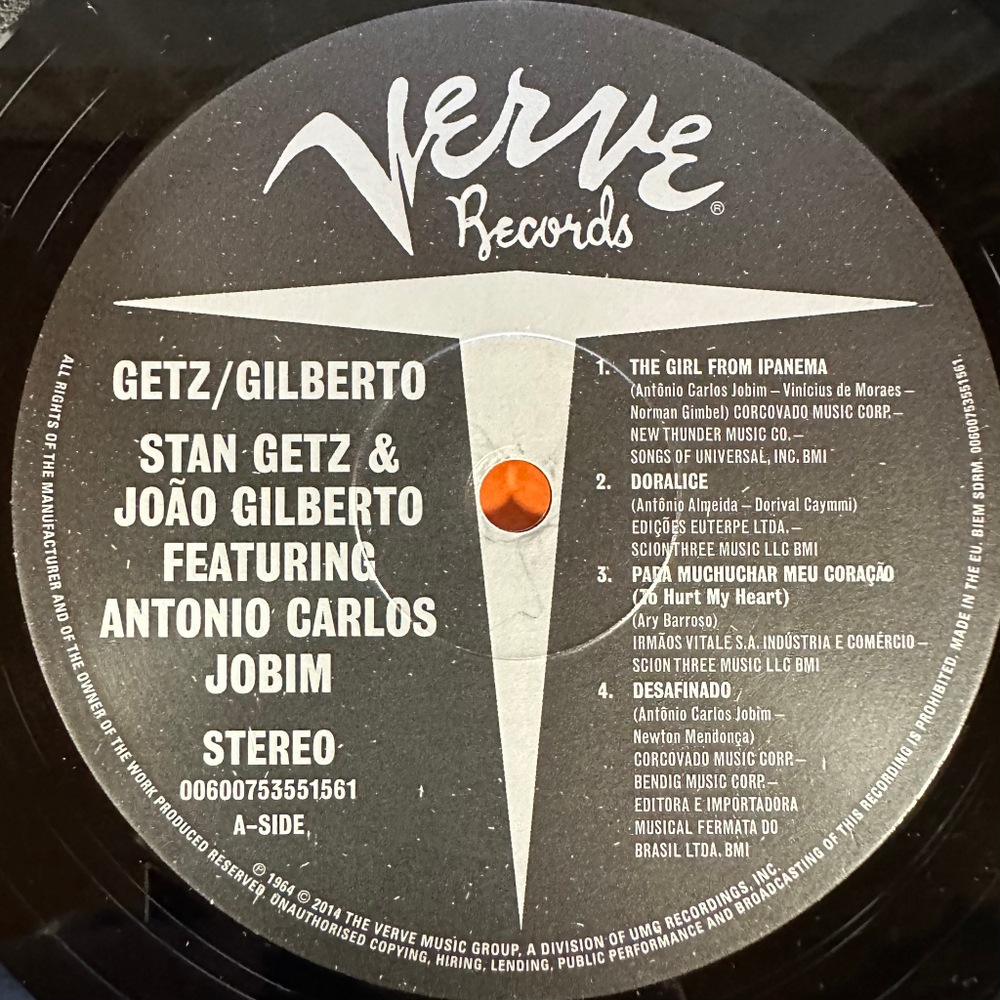 Verve
Records
®
GETZ/GILBERTO
STAN GETZ &
JOÃO GILBERTO
FEATURING
ANTONIO CARLOS
JOBIM
STEREO
00600753551561
A-SIDE
1. THE GIRL FROM IPANEMA
(Antônio Carlos Jobim – Vinícius de Moraes –
Norman Gimbel) CORCOVADO MUSIC CORP.–
NEW THUNDER MUSIC CO. –
SONGS OF UNIVERSAL, INC. BMI
2. DORALICE
(Antônio Almeida – Dorival Caymmi)
EDIÇÕES EUTERPE LTDA. –
SCION THREE MUSIC LLC BMI
3. PARA MUCHUCHAR MEU CORAÇÃO
(To Hurt My Heart)
(Ary Barroso)
IRMÃOS VITALE S.A. INDÚSTRIA E COMÉRCIO –
SCION THREE MUSIC LLC BMI
4. DESAFINADO
(Antônio Carlos Jobim –
Newton Mendonça)
CORCOVADO MUSIC CORP.–
BENDIG MUSIC CORP.–
EDITORA E IMPORTADORA
MUSICAL FERMATA DO
BRASIL LTDA. BMI
℗ 1964 © 2014 THE VERVE MUSIC GROUP, A DIVISION OF UMG RECORDINGS, INC.
ALL RIGHTS OF THE MANUFACTURER AND OF THE OWNER OF THE WORK PRODUCED RESERVED. UNAUTHORISED COPYING, HIRING, LENDING, PUBLIC PERFORMANCE AND BROADCASTING OF THIS RECORDING IS PROHIBITED. MADE IN THE EU. BIEM SDRM. 00600753551561.